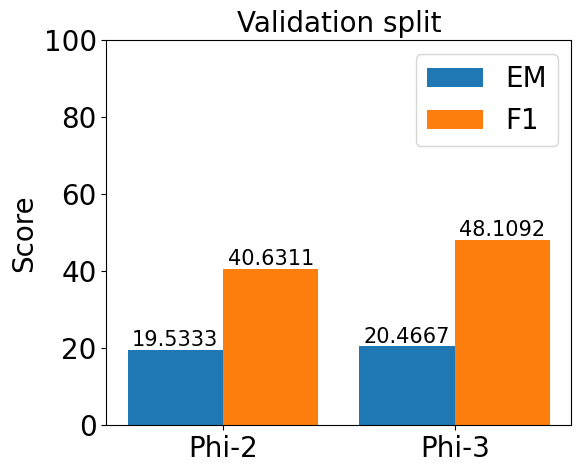 Validation split
100
80
60
40
20
0
Score
EM
F1
19.5333
40.6311
20.4667
48.1092
Phi-2
Phi-3